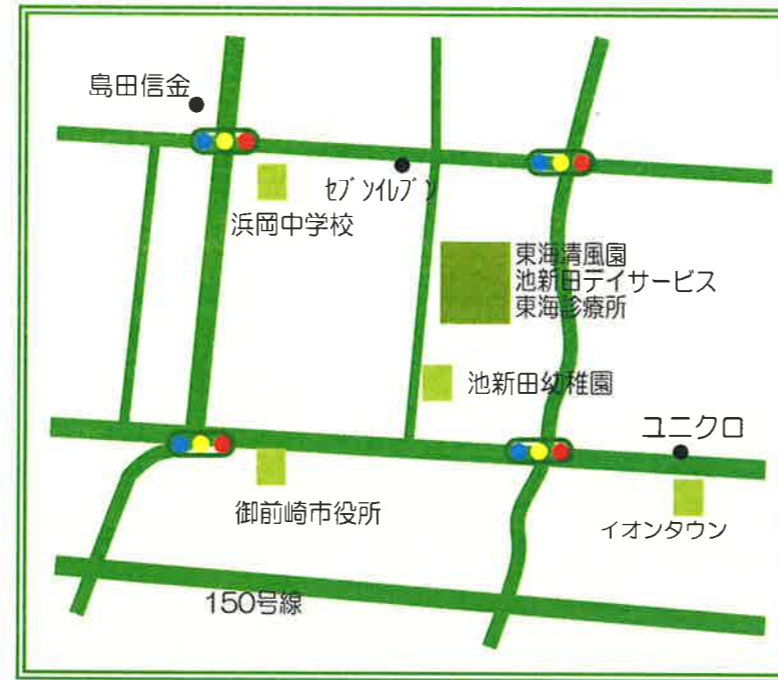 島田信金
セブンイレブン
浜岡中学校
東海清風園
池新田デイサービス
東海診療所
池新田幼稚園
ユニクロ
御前崎市役所
イオンタウン
150号線